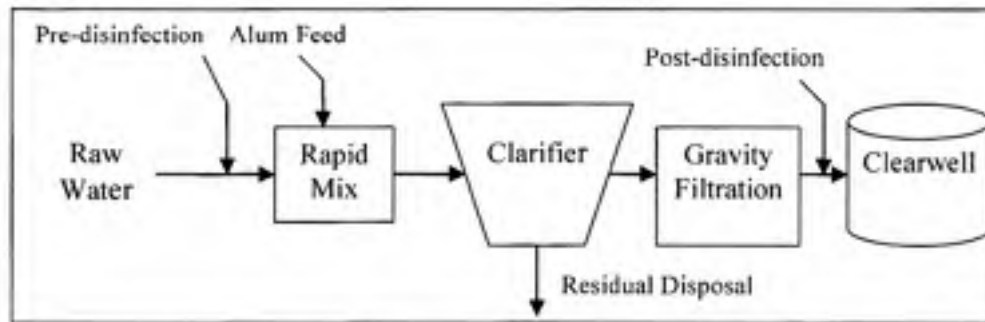 Pre-disinfection
Alum Feed
Post-disinfection
Raw
Water
Rapid
Mix
Clarifier
Gravity
Filtration
Clearwell
Residual Disposal